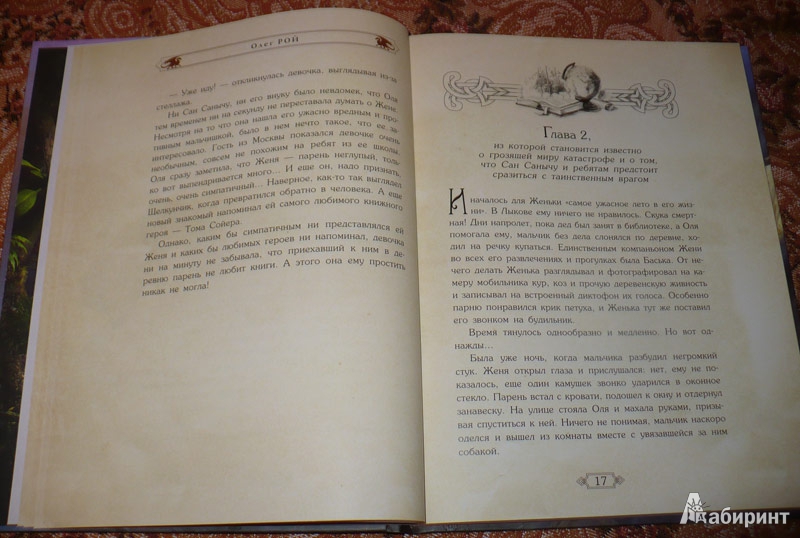 Олег РОЙ
— Уже иду! — откликнулась девочка, выглядывая из-за
стеллажа.
Ни Сан Санычу, ни его внуку было невдомек, что Оля
тем временем ни на секунду не переставала думать о Жене.
Несмотря на то что она нашла его ужасно вредным и про-
тивным мальчишкой, было в нем нечто такое, что ее за-
интересовало. Гость из Москвы показался девочке очень
необычным, совсем не похожим на ребят из ее школы.
Оля сразу заметила, что Женя — парень неглупый, толь-
ко вот выпендривается много... И еще он, надо признать,
очень, очень симпатичный... Наверное, как-то так выглядел
Щелкунчик, когда превратился обратно в человека. А еще
новый знакомый напоминал ей самого любимого книжного
героя — Тома Сойера.
Однако, каким бы симпатичным ни представлялся ей
Женя и каких бы любимых героев ни напоминал, девочка
ни на минуту не забывала, что приехавший к ним в де-
ревню парень не любит книги. А этого она ему простить
никак не могла!
Глава 2,
из которой становится известно
о грозящей миру катастрофе и о том,
что Сан Санычу и ребятам предстоит
сразиться с таинственным врагом
И началось для Женьки «самое ужасное лето в его жиз-
ни». В Лыкове ему ничего не нравилось. Скука смерт-
ная! Дни напролет, пока дед был занят в библиотеке, а Оля
помогала ему, мальчик без дела слонялся по деревне, хо-
дил на речку купаться. Единственным компаньоном Жени
во всех его развлечениях и прогулках была Баська. От не-
чего делать Женька разглядывал и фотографировал на ка-
меру мобильника кур, коз и прочую деревенскую живность
и записывал на встроенный диктофон их голоса. Особенно
парню понравился крик петуха, и Женька тут же поставил
его звонком на будильник.
Время тянулось однообразно и медленно. Но вот од-
нажды...
Была уже ночь, когда мальчика разбудил негромкий
стук. Женя открыл глаза и прислушался: нет, ему не по-
казалось, еще один камушек звонко ударился в оконное
стекло. Парень встал с кровати, подошел к окну и отдернул
занавеску. На улице стояла Оля и махала руками, призы-
вая спуститься к ней. Ничего не понимая, мальчик наскоро
оделся и вышел из комнаты вместе с увязавшейся за ним
собакой.
17
Лабиринт